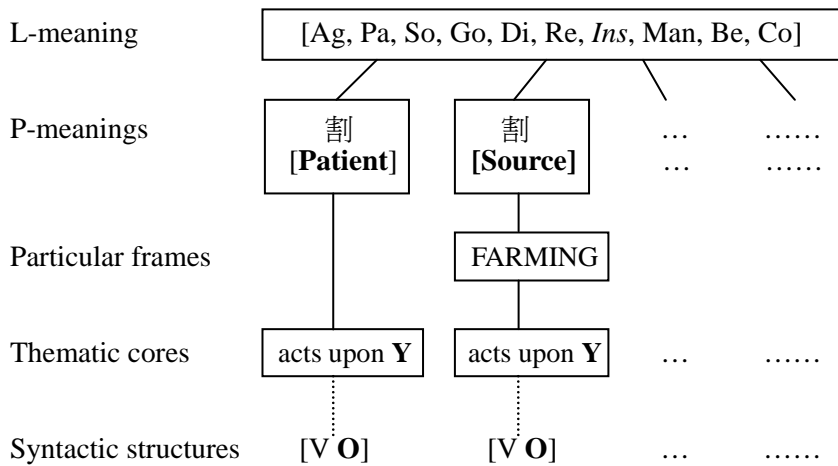 L-meaning [Ag, Pa, So, Go, Di, Re, Ins, Man, Be, Co]
P-meanings 割 割 … ……
[Patient] [Source] … ……
Particular frames FARMING
Thematic cores acts upon Y acts upon Y … ……
Syntactic structures [V O] [V O] … ……